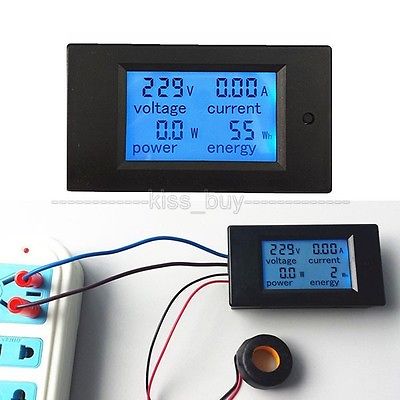 229V 0.00A
voltage current
0.0 W 55 Wh
power energy
kiss_buy
229V 0.00A
voltage current
0.0 W 2 Wh
power energy